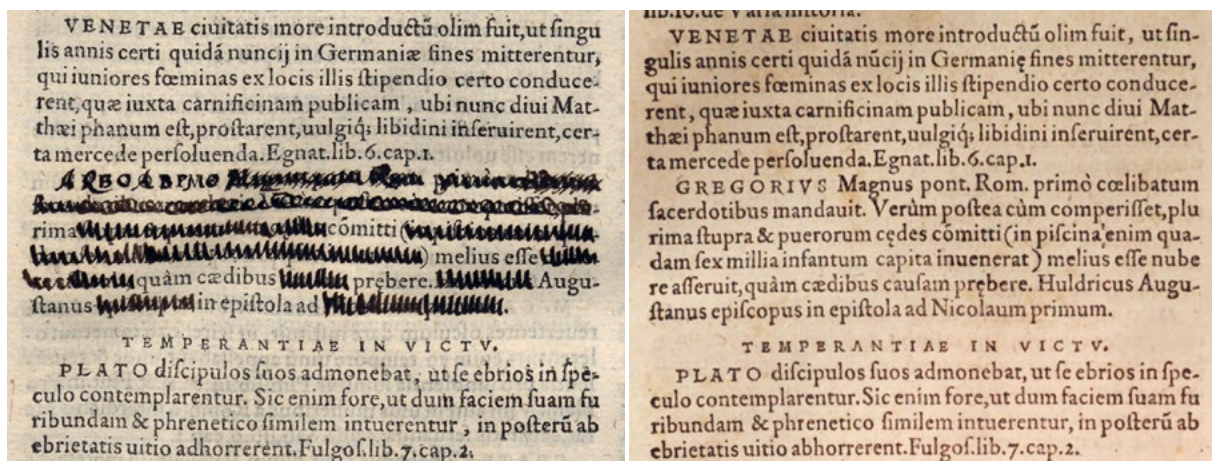 VENETAE ciuitatis more introductũ olim fuit, ut ſingu
lis annis certi quidã nuncij in Germaniæ fines mitterentur,
qui iuniores fœminas ex locis illis ſtipendio certo conduce-
rent, quæ iuxta carnificinam publicam, ubi nunc diui Mat-
thæi phanum eſt, proſtarent, uulgiq́; libidini inſeruirent, cer-
ta mercede perſoluenda. Egnat. lib. 6. cap. 1.
rima cõmitti (
) melius eſſe
quàm cædibus prębere. Augu-
ſtanus in epiſtola ad
TEMPERANTIAE IN VICTV.
PLATO diſcipulos ſuos admonebat, ut ſe ebrios in ſpe-
culo contemplarentur. Sic enim fore, ut dum faciem ſuam fu
ribundam & phrenetico ſimilem intuerentur, in poſterũ ab
ebrietatis uitio adhorrerent. Fulgoſ. lib. 7. cap. 2.
VENETAE ciuitatis more introductũ olim fuit, ut ſin-
gulis annis certi quidã nũcij in Germanię fines mitterentur,
qui iuniores fœminas ex locis illis ſtipendio certo conduce-
rent, quæ iuxta carnificinam publicam, ubi nunc diui Mat-
thæi phanum eſt, proſtarent, uulgiq́; libidini inſeruirent, cer-
ta mercede perſoluenda. Egnat. lib. 6. cap. 1.
GREGORIVS Magnus pont. Rom. primò cœlibatum
ſacerdotibus mandauit. Verùm poſtea cùm comperiſſet, plu
rima ſtupra & puerorum cędes cõmitti (in piſcina enim qua-
dam ſex millia infantum capita inuenerat) melius eſſe nube
re aſſeruit, quàm cædibus cauſam prębere. Huldricus Augu-
ſtanus epiſcopus in epiſtola ad Nicolaum primum.
TEMPERANTIAE IN VICTV.
PLATO diſcipulos ſuos admonebat, ut ſe ebrios in ſpe-
culo contemplarentur. Sic enim fore, ut dum faciem ſuam fu
ribundam & phrenetico ſimilem intuerentur, in poſterũ ab
ebrietatis uitio abhorrerent. Fulgoſ. lib. 7. cap. 2.